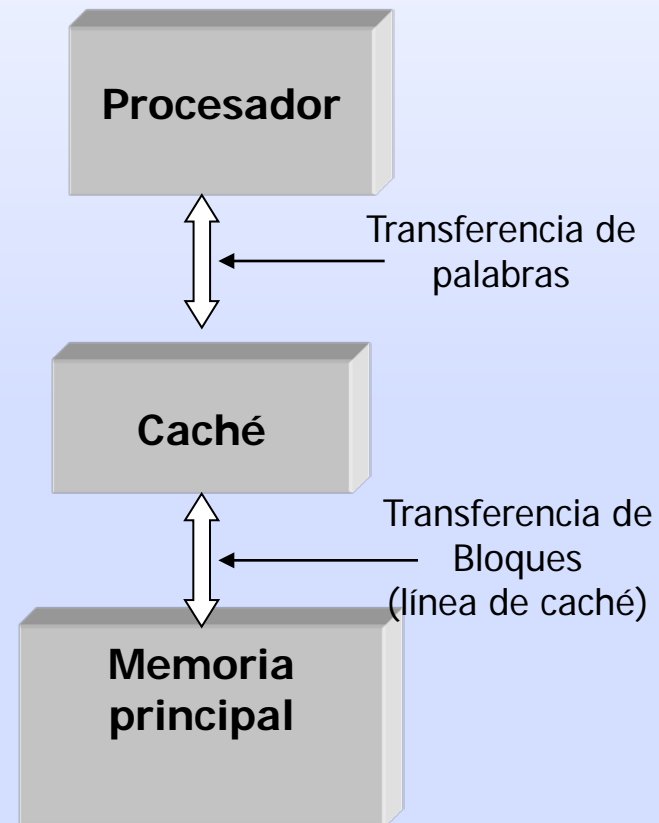 Procesador
Transferencia de
palabras
Caché
Transferencia de
Bloques
(línea de caché)
Memoria
principal